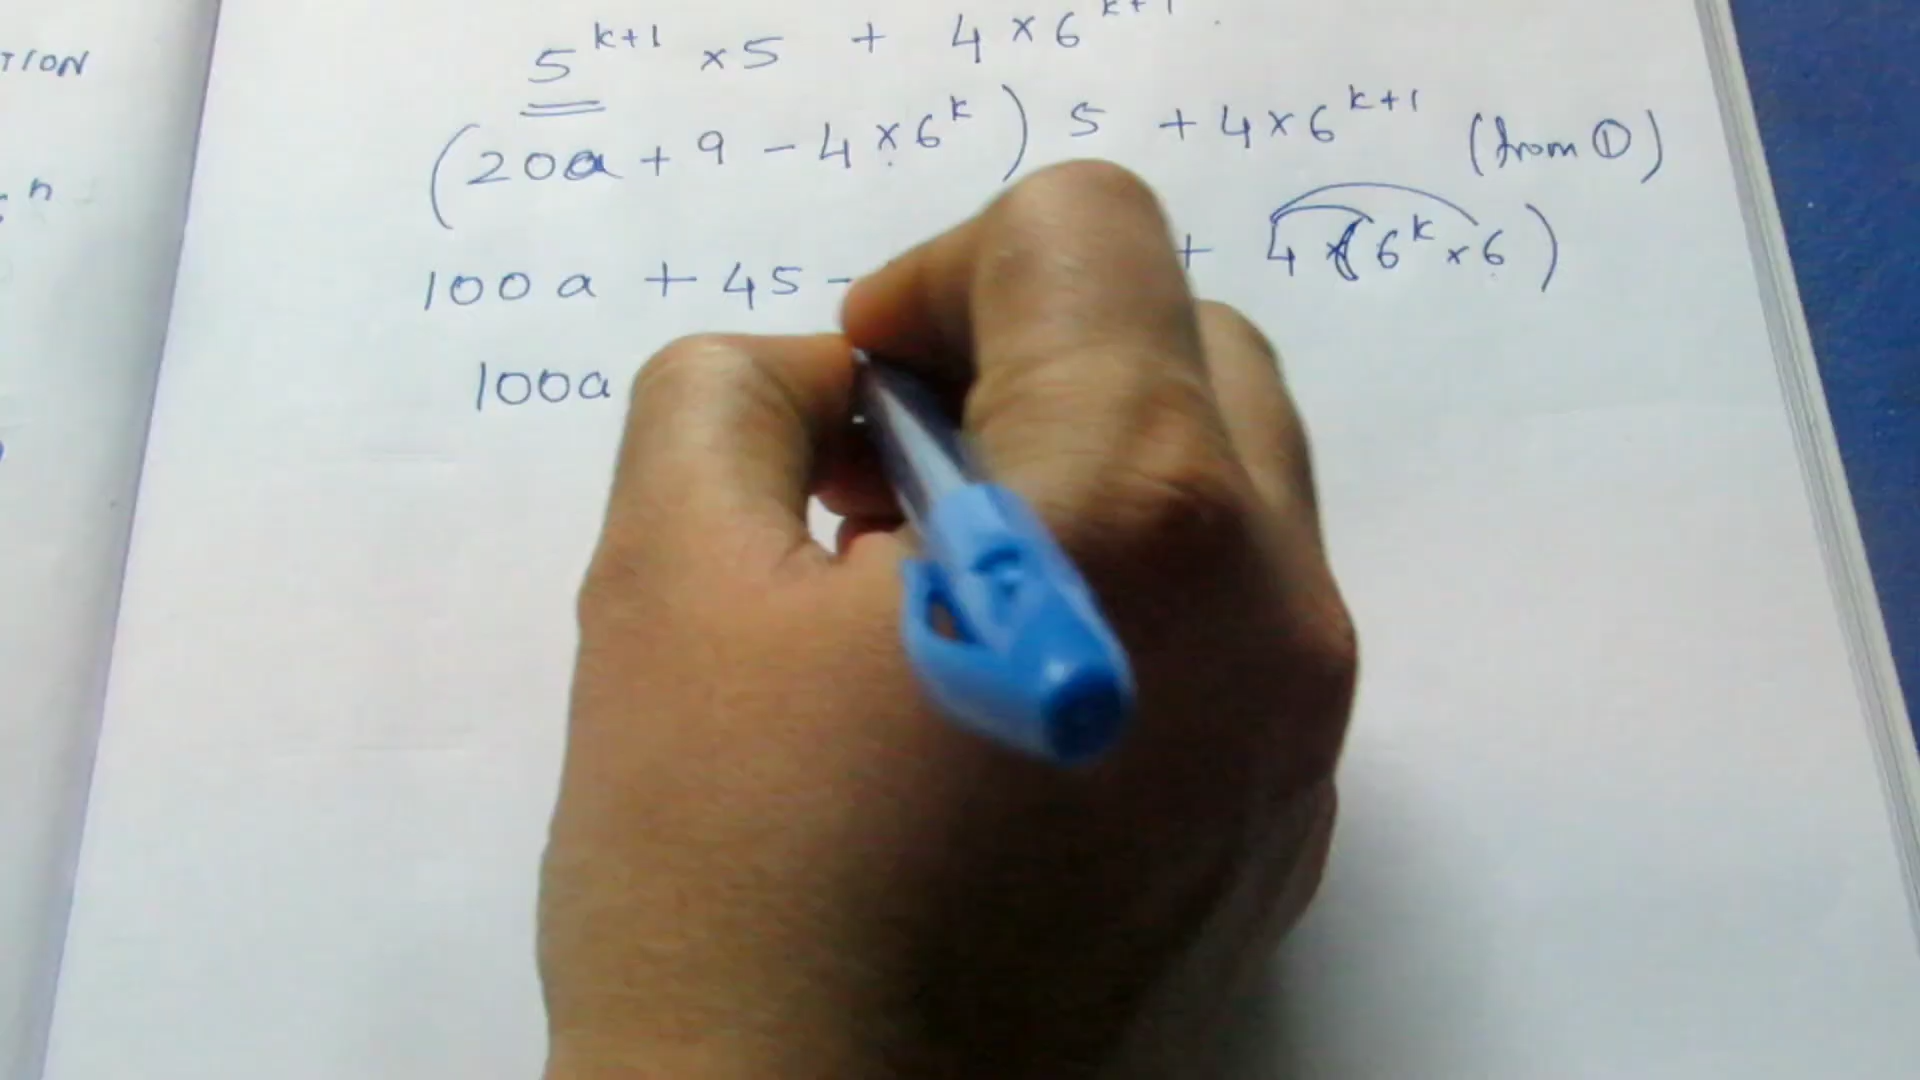 TION
n
5^{k+1} × 5 + 4 × 6^{k+1}
(20a + 9 - 4 × 6^k) 5 + 4 × 6^{k+1} (from ①)
100a + 45 - + 4 × (6^k × 6)
100a